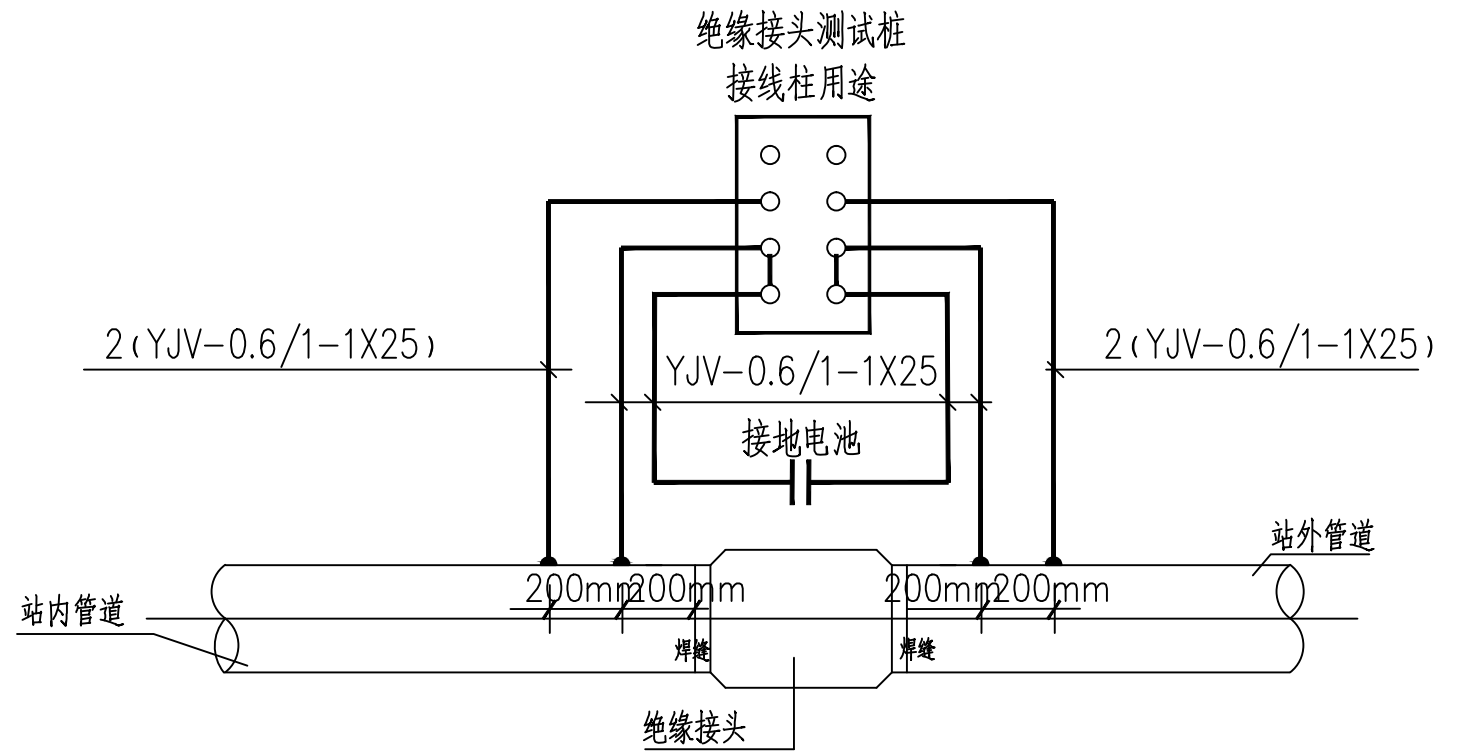 绝缘接头测试桩
接线柱用途
2(YJV-0.6/1-1X25)
YJV-0.6/1-1X25
2(YJV-0.6/1-1X25)
接地电池
站外管道
200mm
200mm
200mm
200mm
站内管道
焊缝
焊缝
绝缘接头